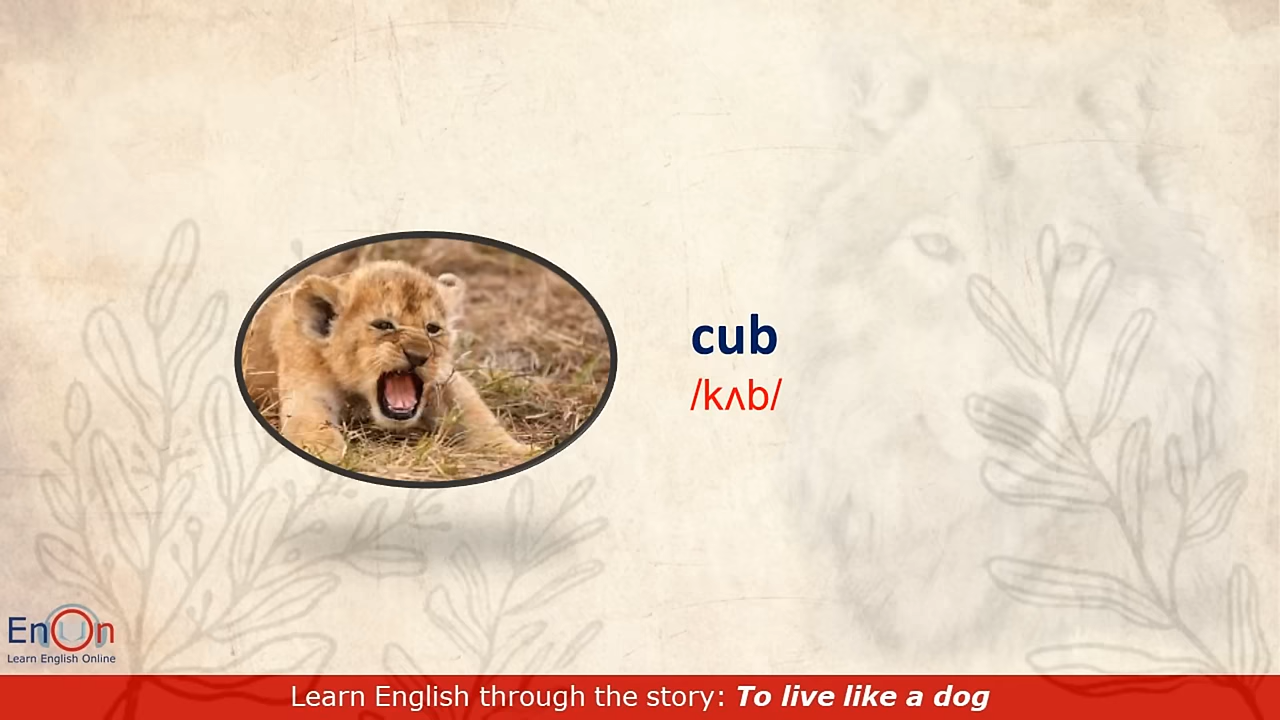 cub
/kʌb/
EnOn
Learn English Online
Learn English through the story: To live like a dog